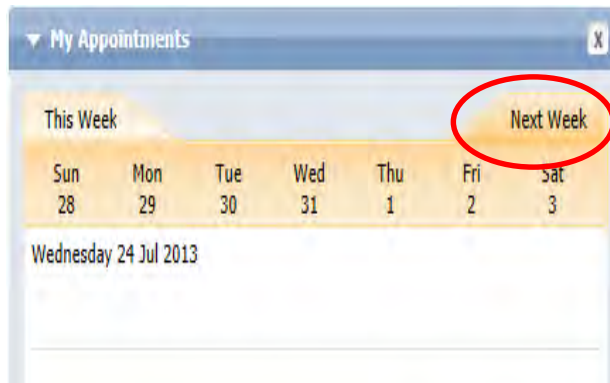 ▼ My Appointments X
This Week Next Week
Sun Mon Tue Wed Thu Fri Sat
28 29 30 31 1 2 3
Wednesday 24 Jul 2013